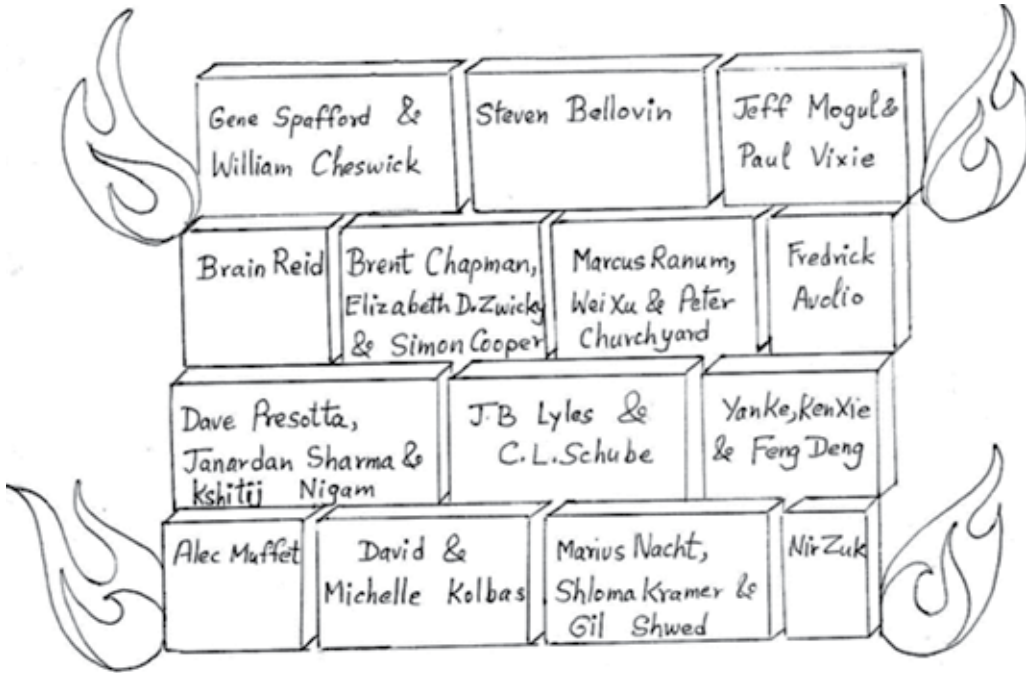 Gene Spafford &
William Cheswick
Steven Bellovin
Jeff Mogul &
Paul Vixie
Brain Reid
Brent Chapman,
Elizabeth D. Zwicky
& Simon Cooper
Marcus Ranum,
Wei Xu & Peter
Churchyard
Fredrick
Avolio
Dave Presotta,
Janardan Sharma &
Kshitij Nigam
J.B Lyles &
C.L. Schube
Yanke, Ken Xie
& Feng Deng
Alec Muffet
David &
Michelle Kolbas
Marius Nacht,
Shloma Kramer &
Gil Shwed
Nir Zuk